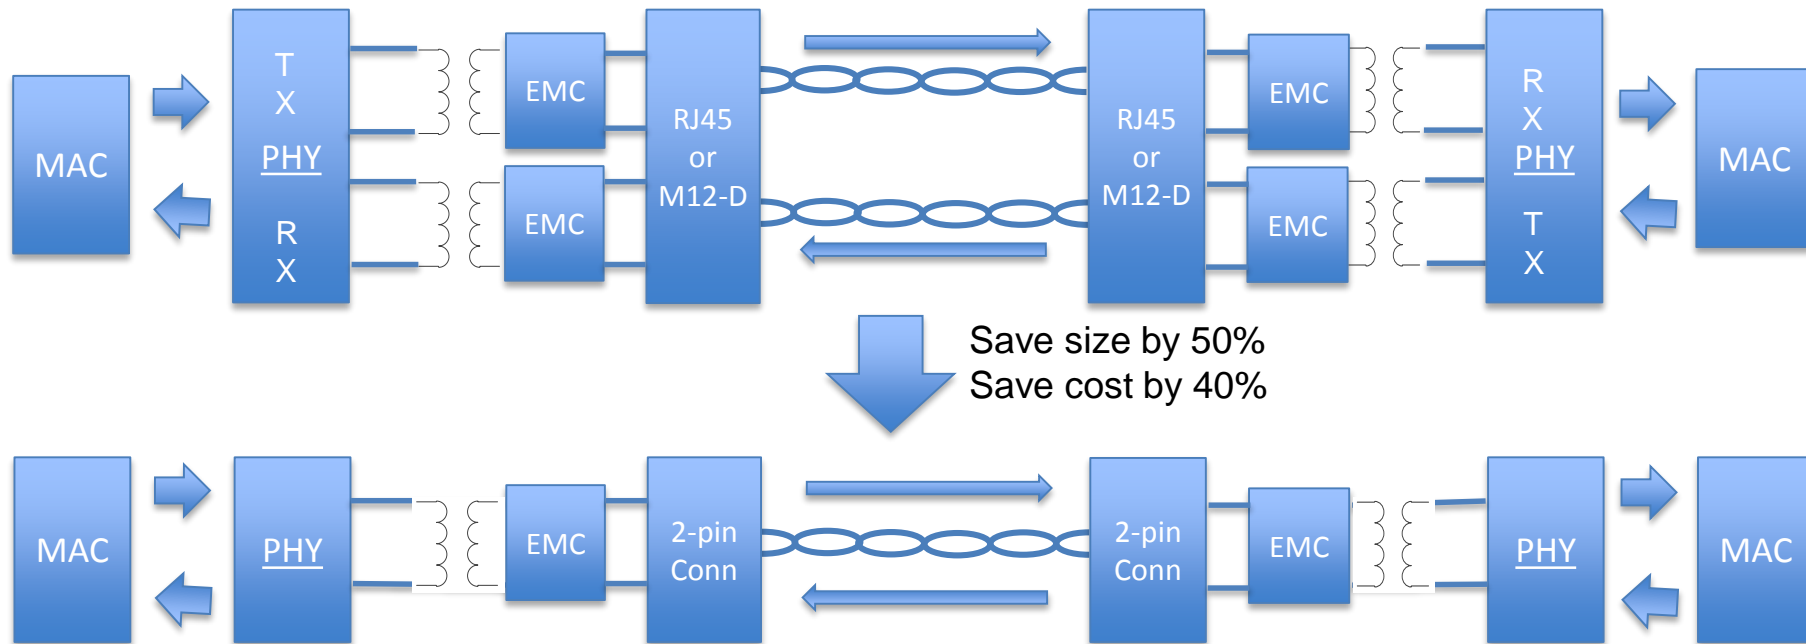 MAC
T
X
PHY
R
X
EMC
EMC
RJ45
or
M12-D
RJ45
or
M12-D
EMC
EMC
R
X
PHY
T
X
MAC
Save size by 50%
Save cost by 40%
MAC
PHY
EMC
2-pin
Conn
2-pin
Conn
EMC
PHY
MAC